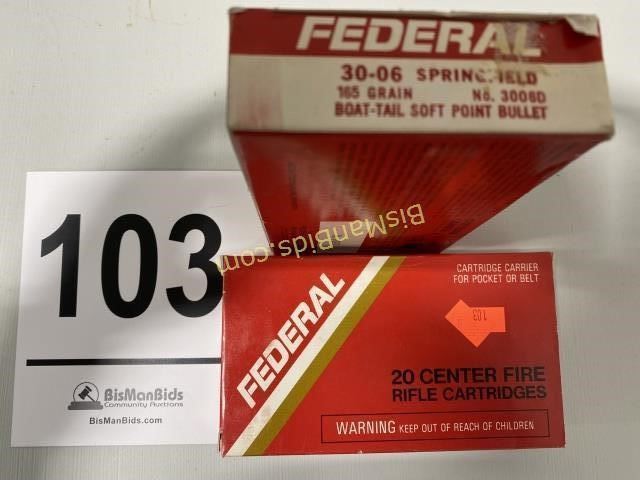 FEDERAL
30-06 SPRINGFIELD
165 GRAIN No. 3006D
BOAT-TAIL SOFT POINT BULLET
103
BisManBids
Community Auctions
BisManBids.com
BisManBids.com
CARTRIDGE CARRIER
FOR POCKET OR BELT
103
FEDERAL
20 CENTER FIRE
RIFLE CARTRIDGES
WARNING KEEP OUT OF REACH OF CHILDREN